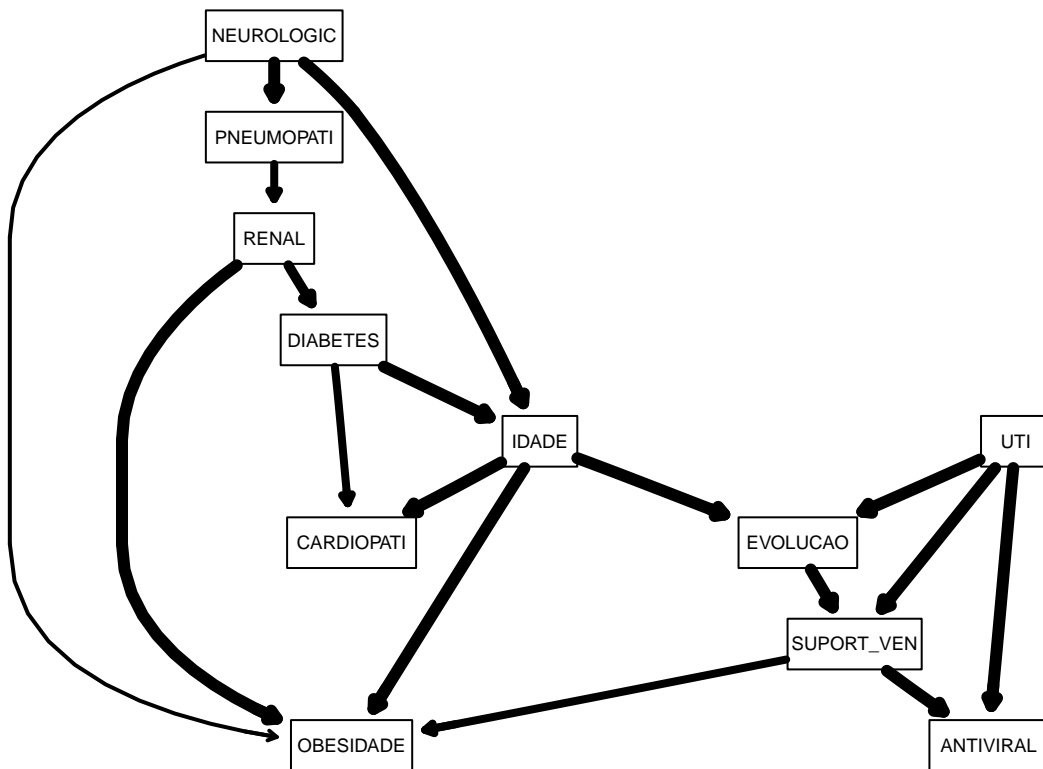 NEUROLOGIC
PNEUMOPATI
RENAL
DIABETES
IDADE
UTI
CARDIOPATI
EVOLUCAO
SUPORT_VEN
OBESIDADE
ANTIVIRAL